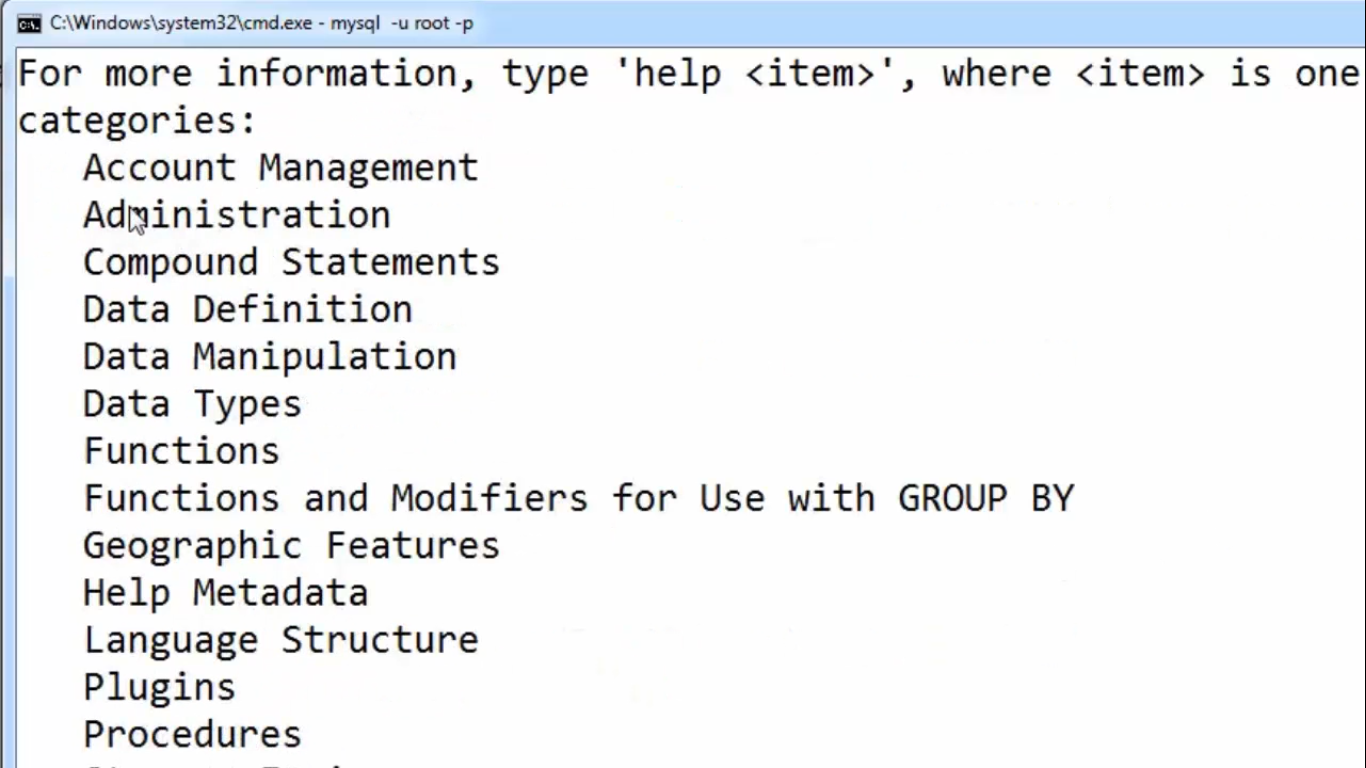 C:\Windows\system32\cmd.exe - mysql -u root -p
For more information, type 'help <item>', where <item> is one
categories:
Account Management
Administration
Compound Statements
Data Definition
Data Manipulation
Data Types
Functions
Functions and Modifiers for Use with GROUP BY
Geographic Features
Help Metadata
Language Structure
Plugins
Procedures